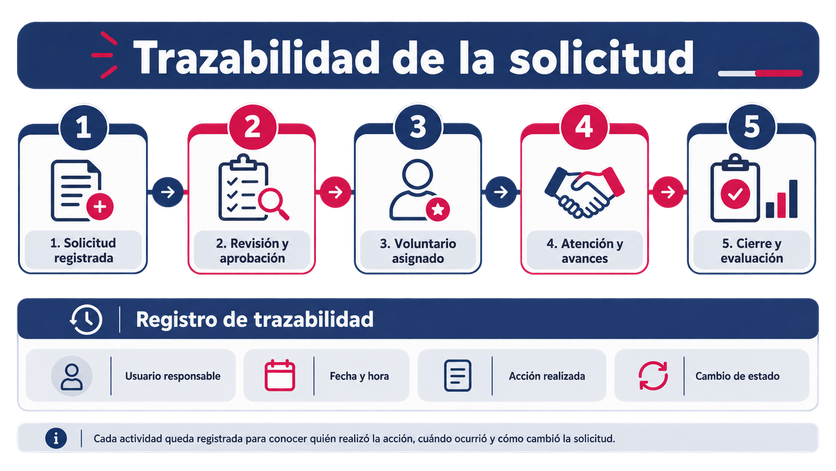 Trazabilidad de la solicitud
1
2
3
4
5
1. Solicitud
registrada
2. Revisión y
aprobación
3. Voluntario
asignado
4. Atención y
avances
5. Cierre y
evaluación
Registro de trazabilidad
Usuario responsable
Fecha y hora
Acción realizada
Cambio de estado
i
Cada actividad queda registrada para conocer quién realizó la acción, cuándo ocurrió y cómo cambió la solicitud.